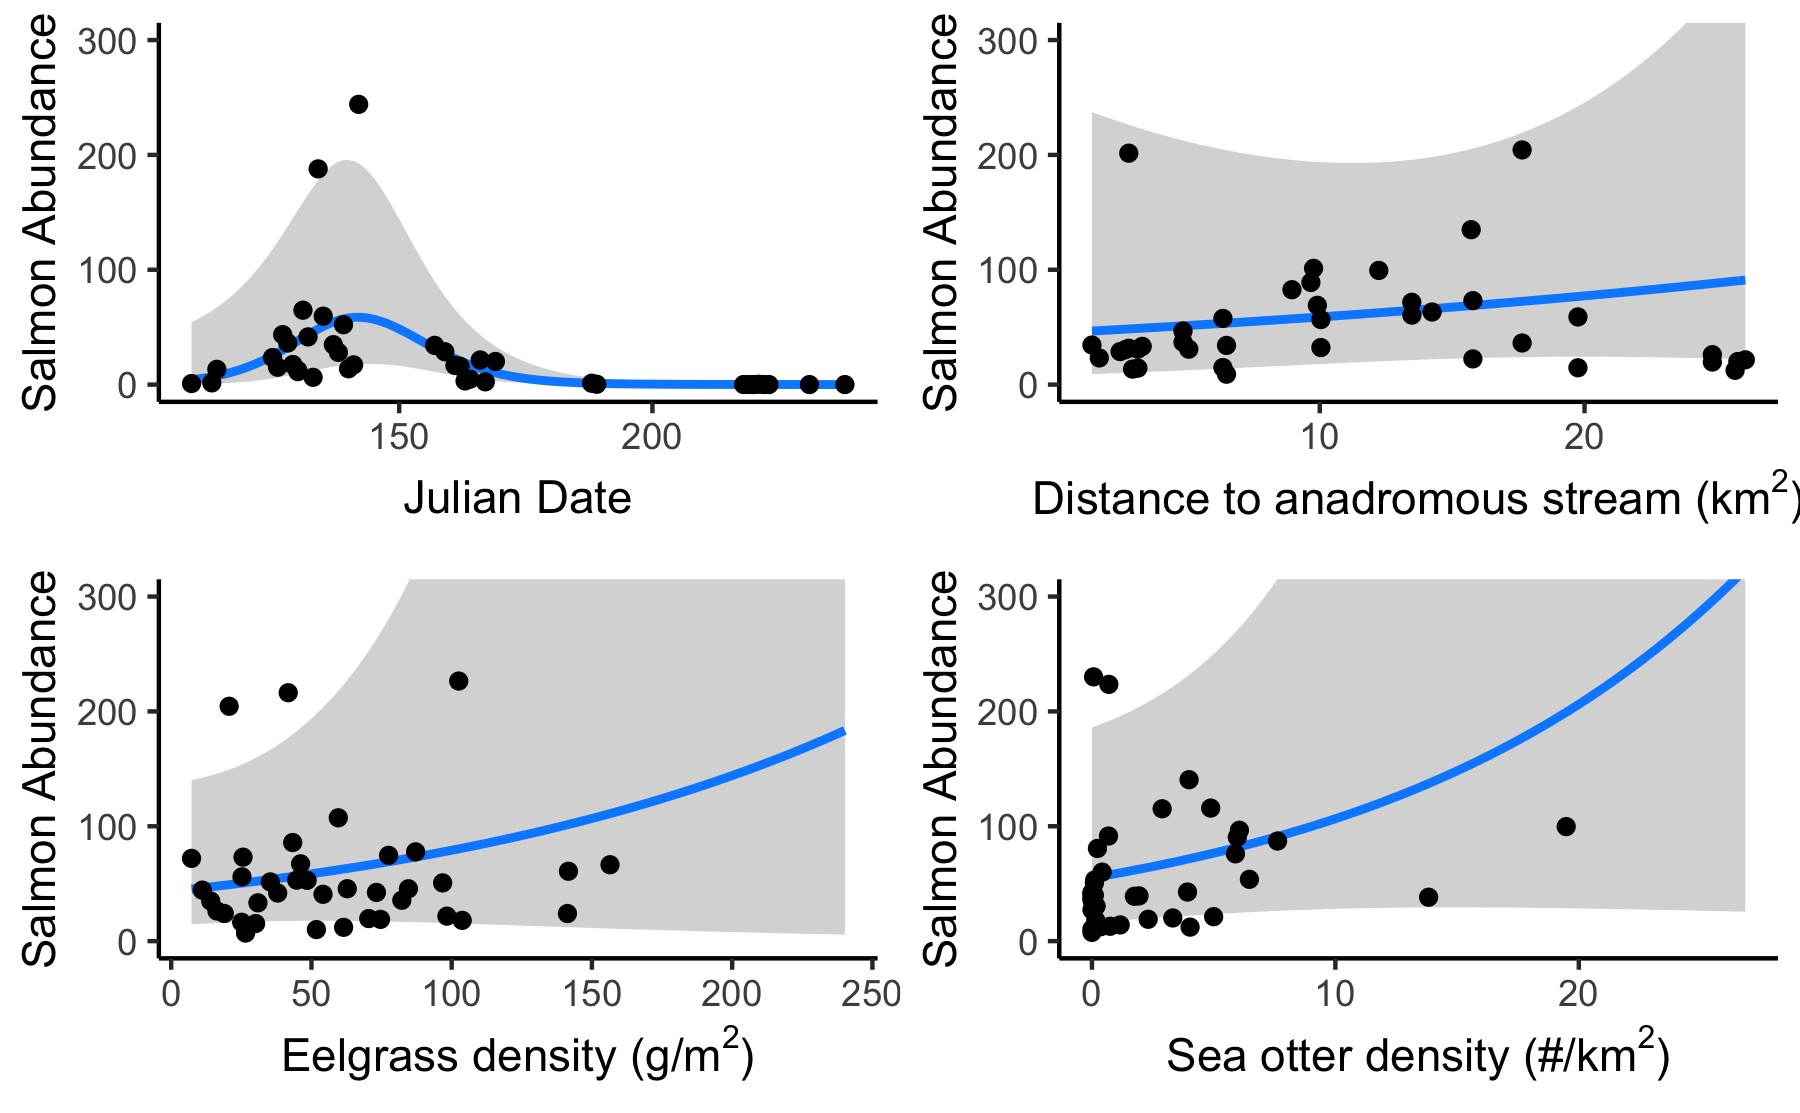 Salmon Abundance
300
200
100
0
150 200
Julian Date
Salmon Abundance
300
200
100
0
10 20
Distance to anadromous stream (km²)
Salmon Abundance
300
200
100
0
0 50 100 150 200 250
Eelgrass density (g/m²)
Salmon Abundance
300
200
100
0
0 10 20
Sea otter density (#/km²)